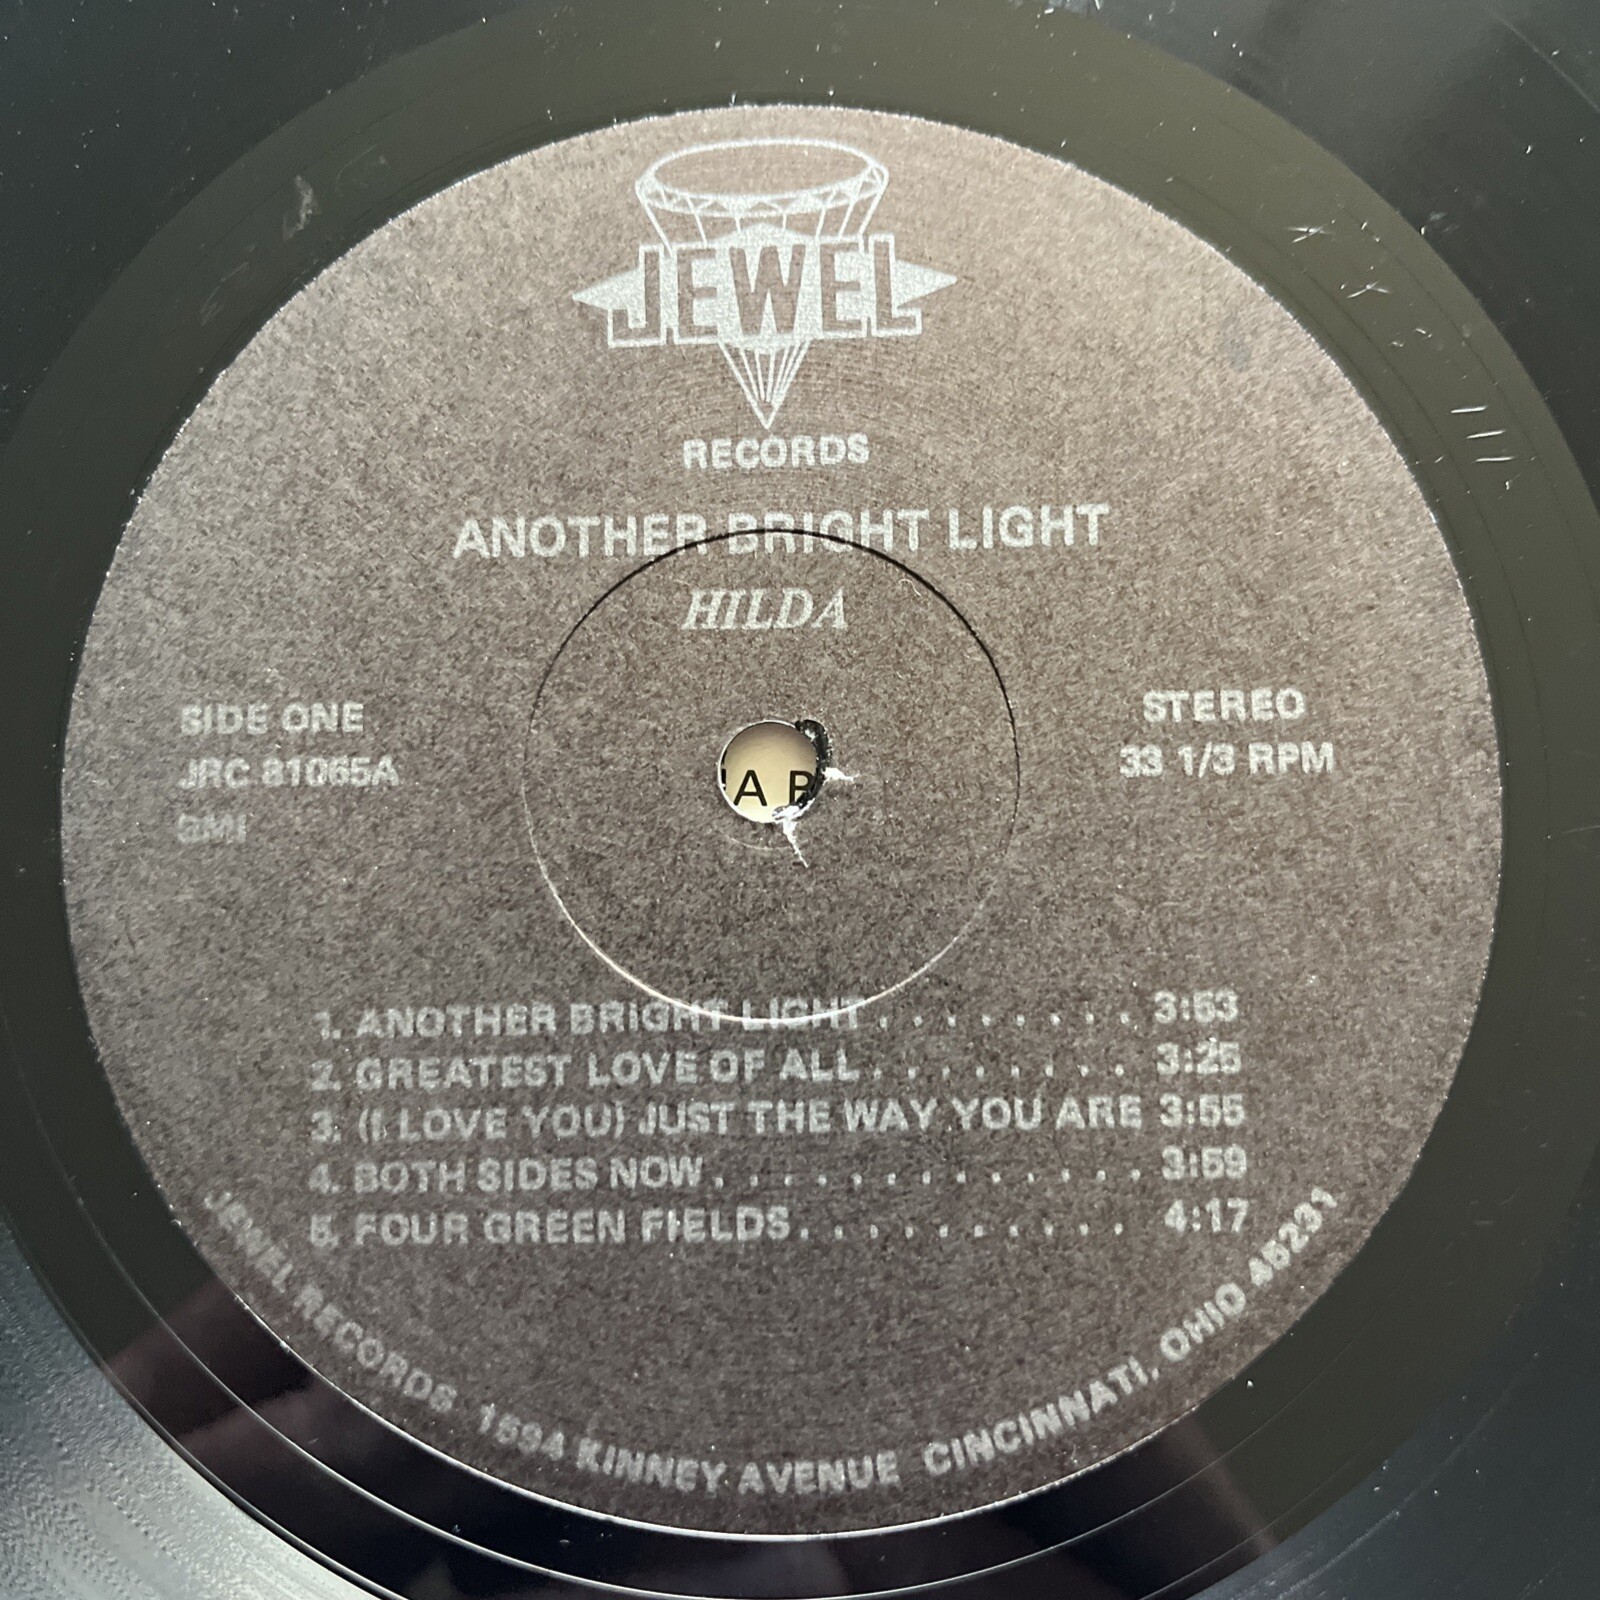 JEWEL
RECORDS
ANOTHER BRIGHT LIGHT
HILDA
SIDE ONE
JRC 81065A
BMI
STEREO
33 1/3 RPM
A
1. ANOTHER BRIGHT LIGHT . . . . . . . . . 3:53
2. GREATEST LOVE OF ALL . . . . . . . . . 3:25
3. (I LOVE YOU) JUST THE WAY YOU ARE 3:55
4. BOTH SIDES NOW . . . . . . . . . . . . . . 3:59
5. FOUR GREEN FIELDS . . . . . . . . . . . 4:17
JEWEL RECORDS 1594 KINNEY AVENUE CINCINNATI, OHIO 45231